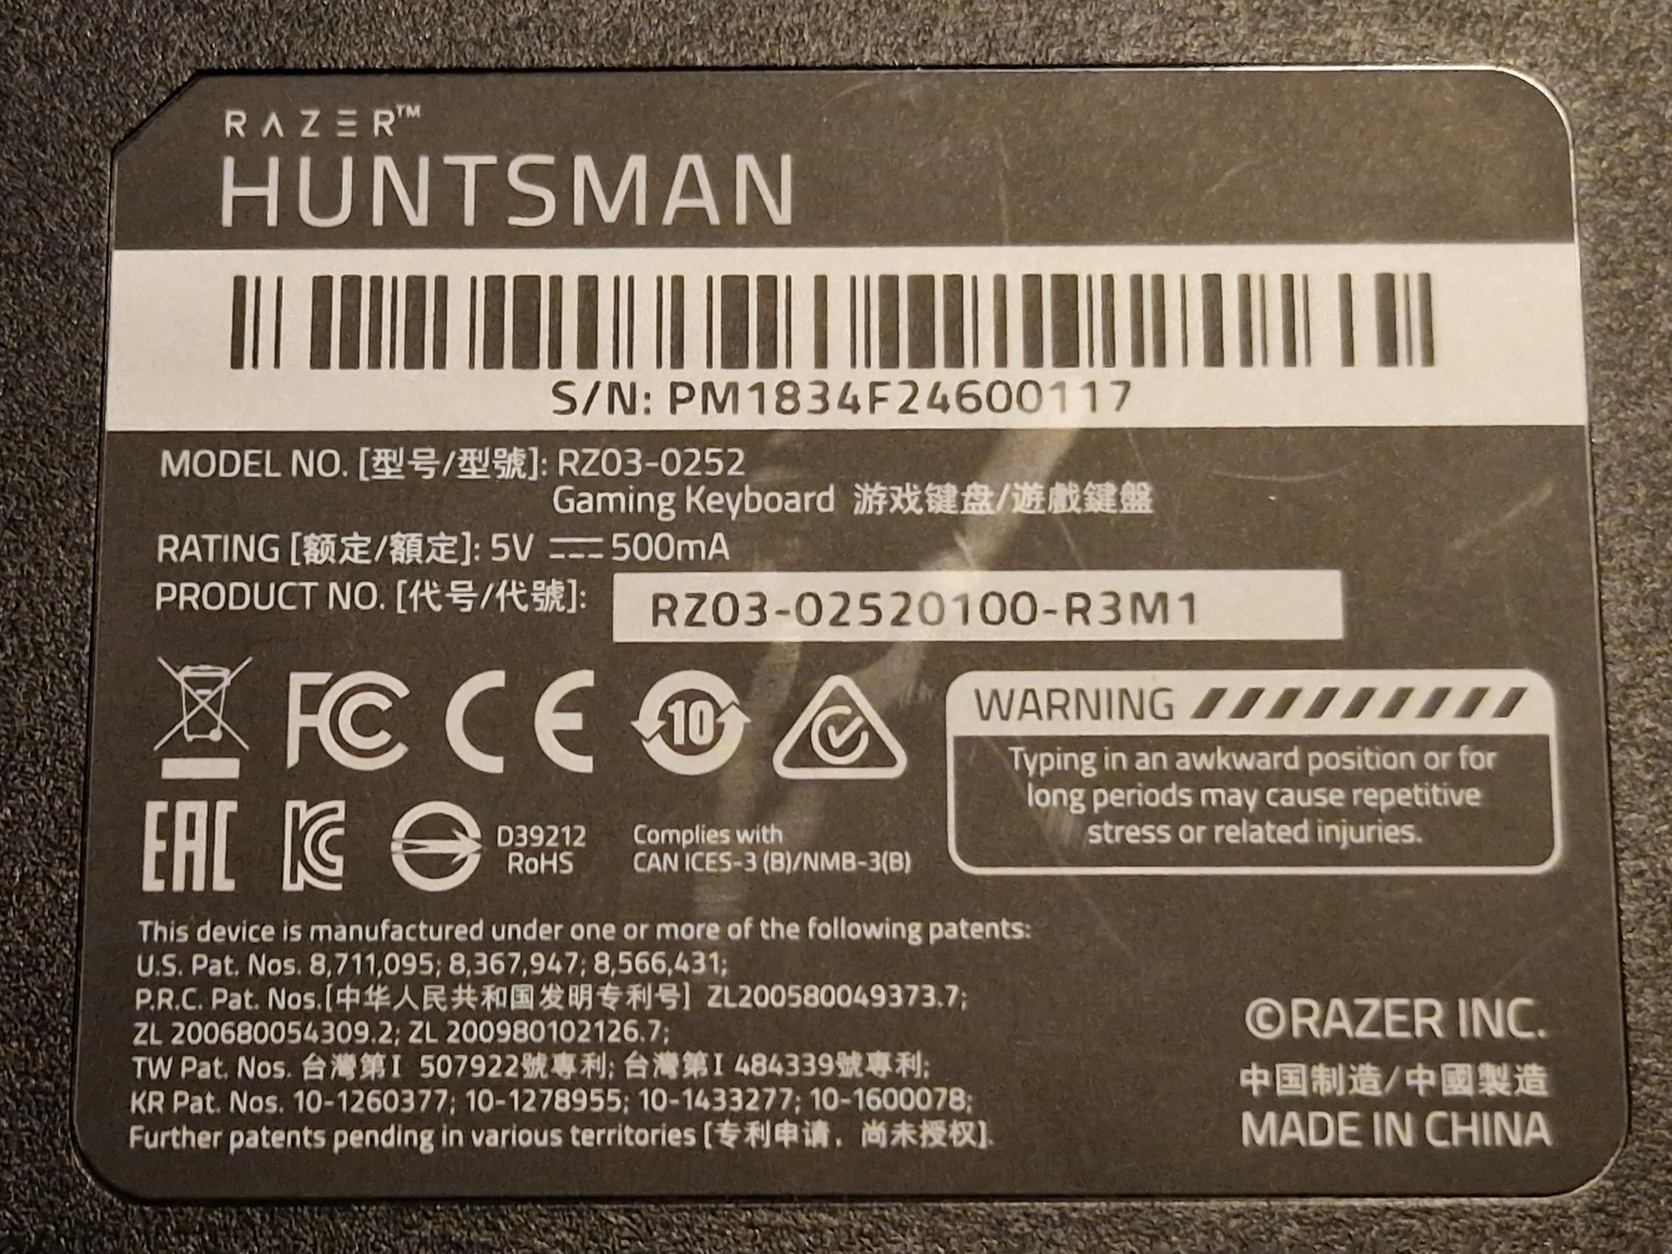 RAZER™
HUNTSMAN
S/N: PM1834F24600117
MODEL NO. [型号/型號]: RZ03-0252
Gaming Keyboard 游戏键盘/遊戲鍵盤
RATING [额定/額定]: 5V ⎓ 500mA
PRODUCT NO. [代号/代號]: RZ03-02520100-R3M1
FC CE 10
WARNING
Typing in an awkward position or for
long periods may cause repetitive
stress or related injuries.
EAC KC D39212
RoHS
Complies with
CAN ICES-3 (B)/NMB-3(B)
This device is manufactured under one or more of the following patents:
U.S. Pat. Nos. 8,711,095; 8,367,947; 8,566,431;
P.R.C. Pat. Nos.[中华人民共和国发明专利号] ZL200580049373.7;
ZL 200680054309.2; ZL 200980102126.7;
TW Pat. Nos. 台灣第I 507922號專利; 台灣第I 484339號專利;
KR Pat. Nos. 10-1260377; 10-1278955; 10-1433277; 10-1600078;
Further patents pending in various territories [专利申请，尚未授权].
©RAZER INC.
中国制造/中國製造
MADE IN CHINA